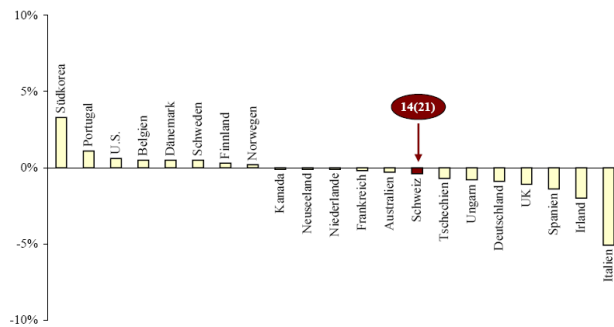 10%
5%
0%
-5%
-10%
Südkorea
Portugal
U.S.
Belgien
Dänemark
Schweden
Finnland
Norwegen
Kanada
Neuseeland
Niederlande
Frankreich
Australien
14(21)
Schweiz
Tschechien
Ungarn
Deutschland
UK
Spanien
Irland
Italien